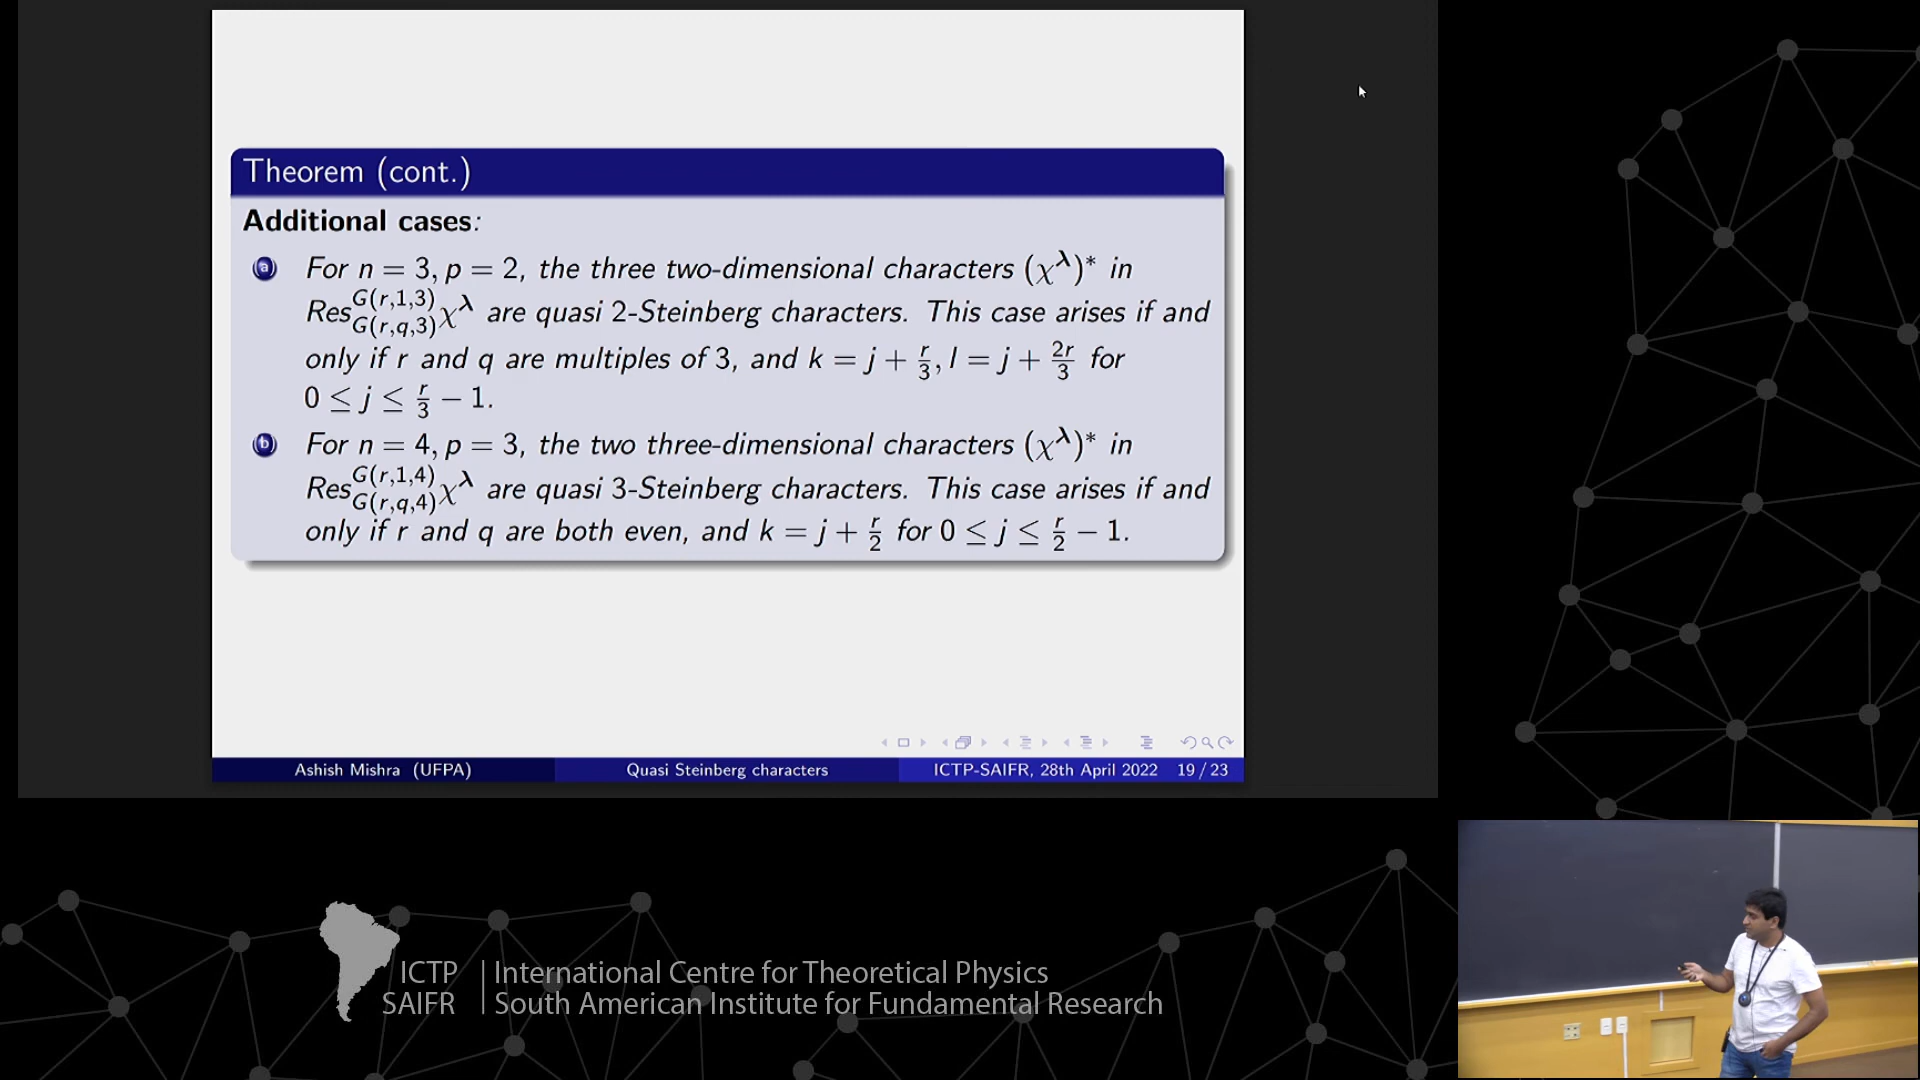 Theorem (cont.)
Additional cases:
a For n = 3, p = 2, the three two-dimensional characters (χ^λ)* in
Res^{G(r,1,3)}_{G(r,q,3)} χ^λ are quasi 2-Steinberg characters. This case arises if and
only if r and q are multiples of 3, and k = j + r/3, l = j + 2r/3 for
0 ≤ j ≤ r/3 − 1.
b For n = 4, p = 3, the two three-dimensional characters (χ^λ)* in
Res^{G(r,1,4)}_{G(r,q,4)} χ^λ are quasi 3-Steinberg characters. This case arises if and
only if r and q are both even, and k = j + r/2 for 0 ≤ j ≤ r/2 − 1.
Ashish Mishra (UFPA) Quasi Steinberg characters ICTP-SAIFR, 28th April 2022 19 / 23
ICTP | International Centre for Theoretical Physics
SAIFR | South American Institute for Fundamental Research